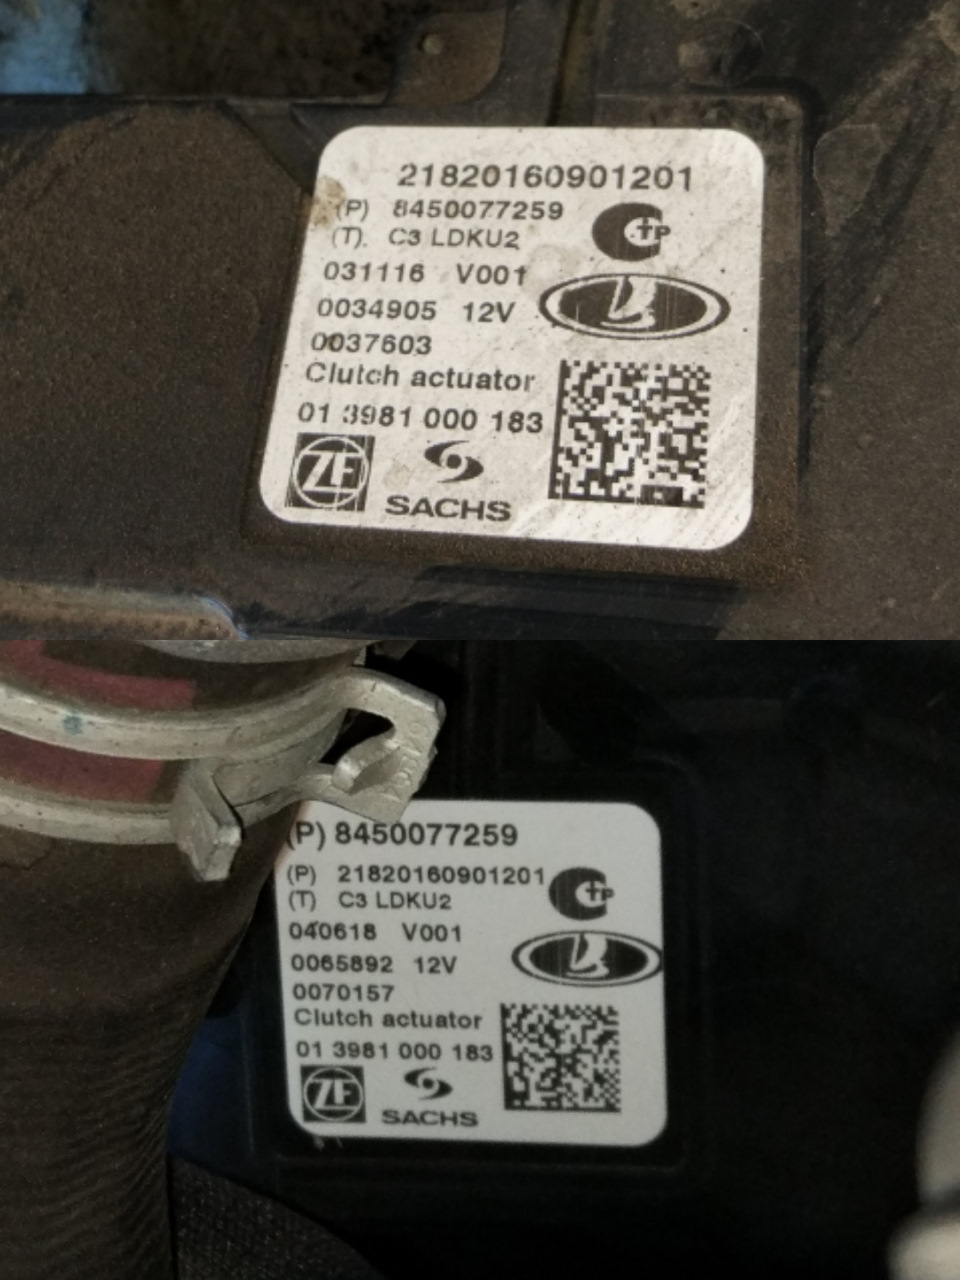 21820160901201
(P) 8450077259
(T). C3 LDKU2
031116 V001
0034905 12V
0037603
Clutch actuator
01 3981 000 183
ZF
SACHS
(P) 8450077259
(P) 21820160901201
(T) C3 LDKU2
040618 V001
0065892 12V
0070157
Clutch actuator
01 3981 000 183
ZF
SACHS